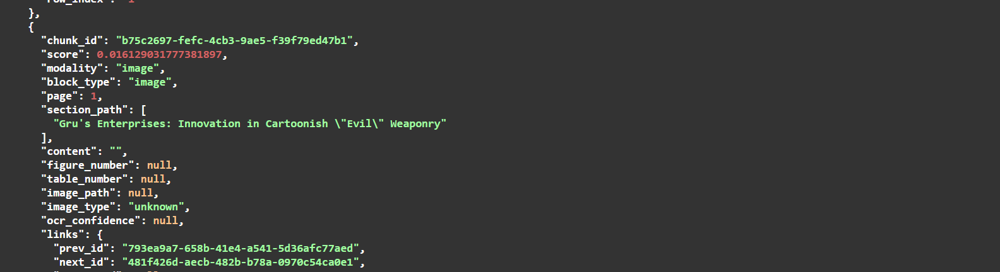 "row_index": "1"
},
{
"chunk_id": "b75c2697-fefc-4cb3-9ae5-f39f79ed47b1",
"score": 0.016129031777381897,
"modality": "image",
"block_type": "image",
"page": 1,
"section_path": [
"Gru's Enterprises: Innovation in Cartoonish \"Evil\" Weaponry"
],
"content": "",
"figure_number": null,
"table_number": null,
"image_path": null,
"image_type": "unknown",
"ocr_confidence": null,
"links": {
"prev_id": "793ea9a7-658b-41e4-a541-5d36afc77aed",
"next_id": "481f426d-aecb-482b-b78a-0970c54ca0e1",